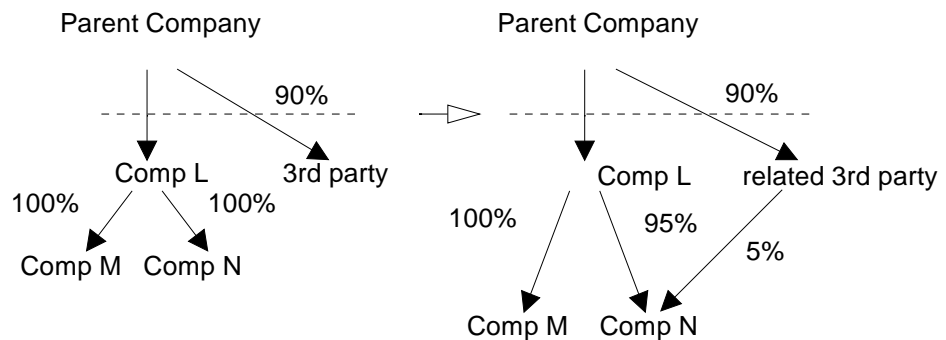 Parent Company
90%
Comp L
3rd party
100%
100%
Comp M
Comp N
Parent Company
90%
Comp L
related 3rd party
100%
95%
5%
Comp M
Comp N